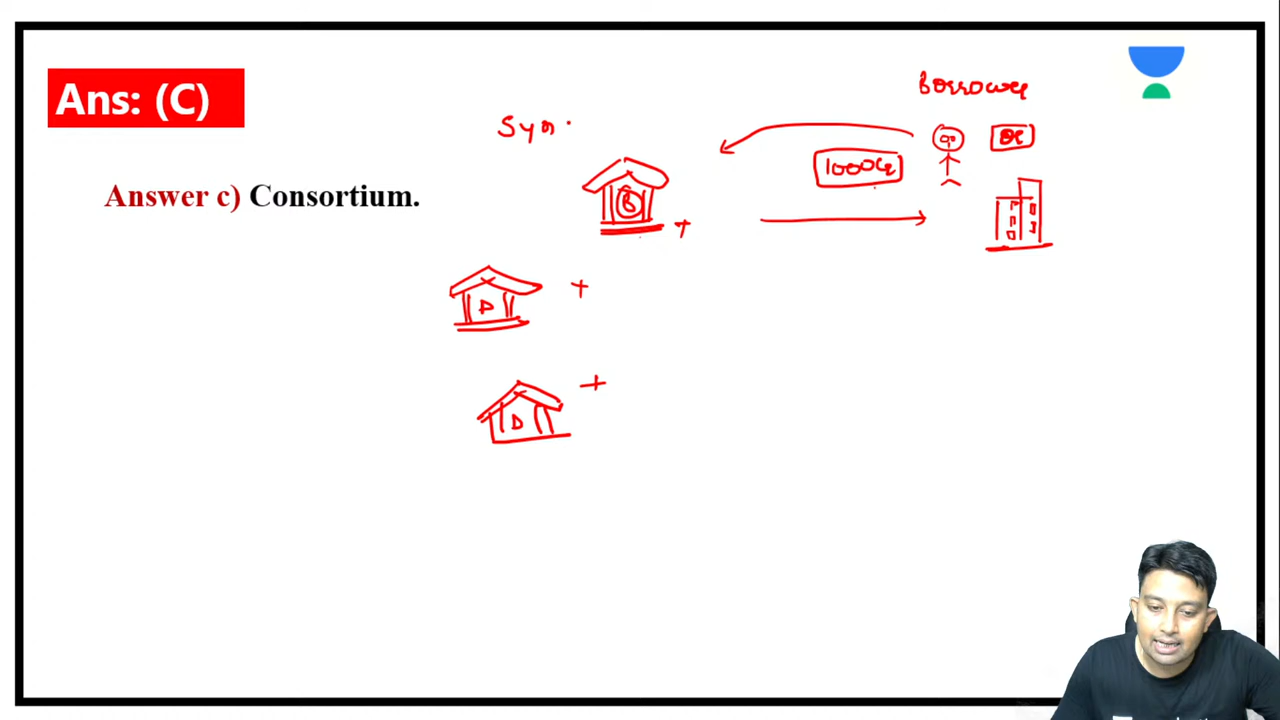 Ans: (C)
Answer c) Consortium.
Syn.
Borrower
1000Cr
B
D
D